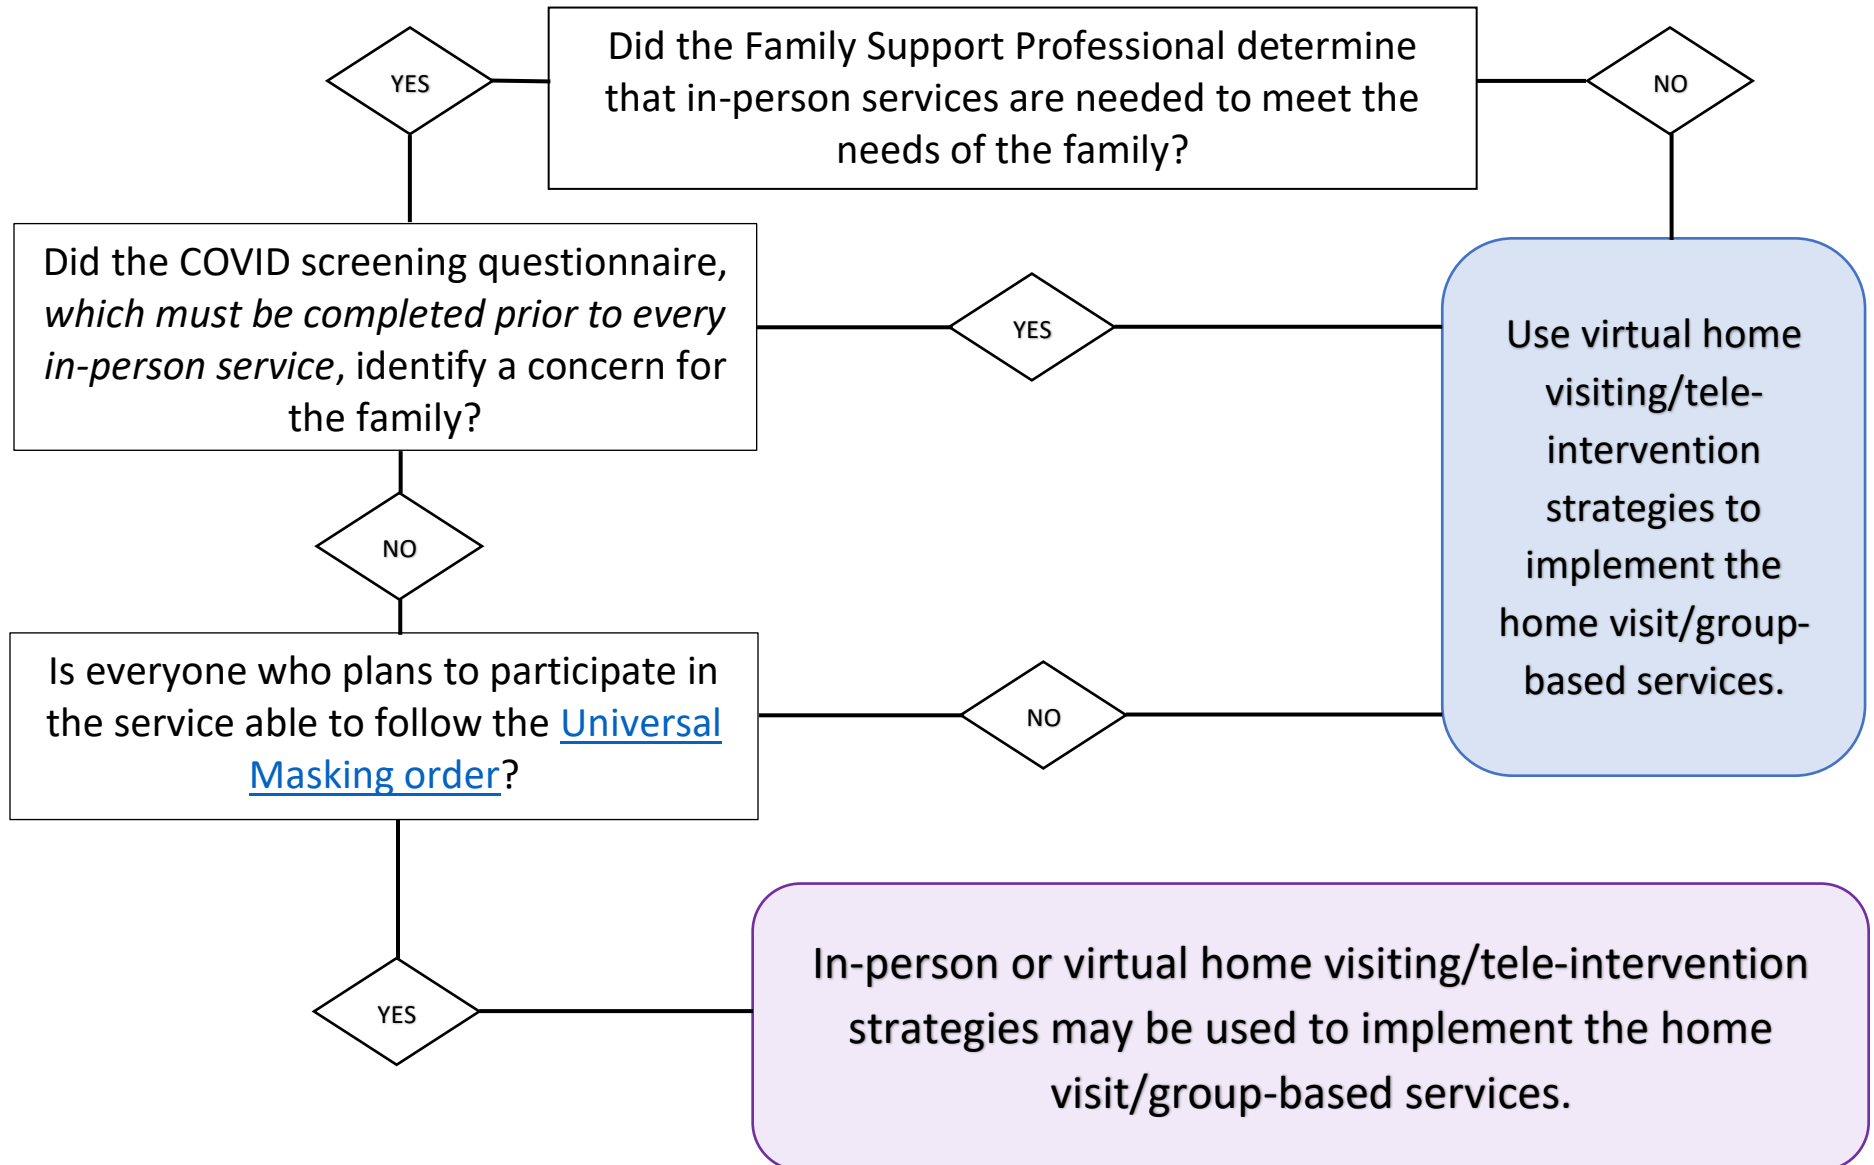 Did the Family Support Professional determine
that in-person services are needed to meet the
needs of the family?
YES
NO
Did the COVID screening questionnaire,
which must be completed prior to every
in-person service, identify a concern for
the family?
YES
NO
Use virtual home
visiting/tele-
intervention
strategies to
implement the
home visit/group-
based services.
Is everyone who plans to participate in
the service able to follow the Universal
Masking order?
NO
YES
In-person or virtual home visiting/tele-intervention
strategies may be used to implement the home
visit/group-based services.